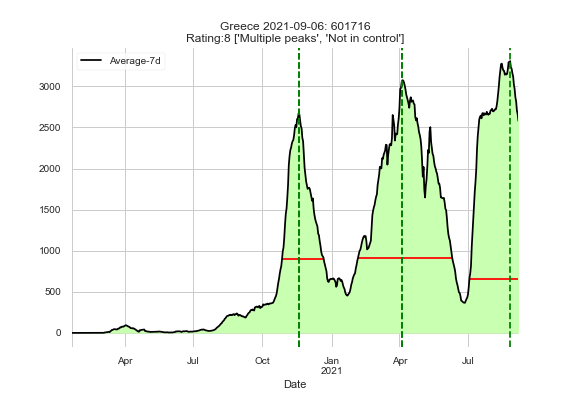 Greece 2021-09-06: 601716
Rating:8 ['Multiple peaks', 'Not in control']
Average-7d
3000
2500
2000
1500
1000
500
0
Apr
Jul
Oct
Jan
2021
Apr
Jul
Date